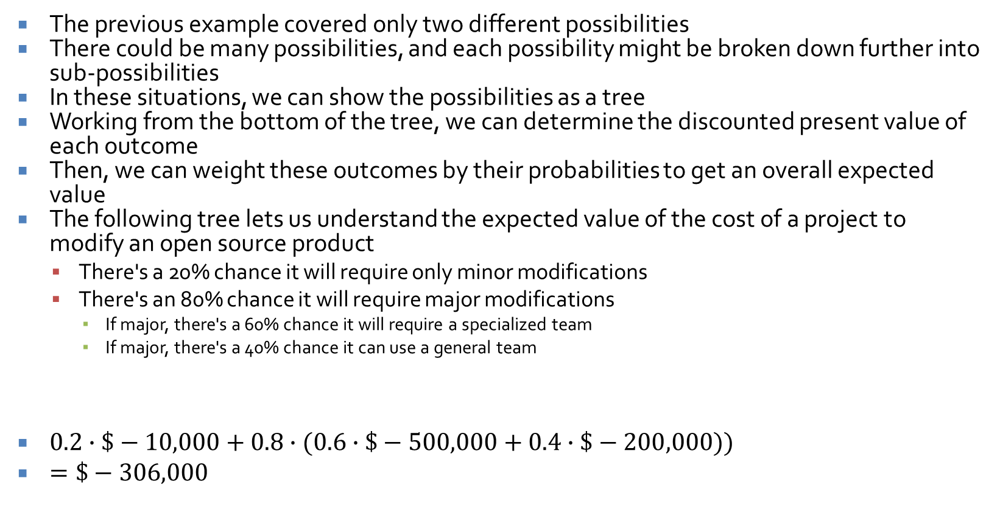 The previous example covered only two different possibilities
There could be many possibilities, and each possibility might be broken down further into
sub-possibilities
In these situations, we can show the possibilities as a tree
Working from the bottom of the tree, we can determine the discounted present value of
each outcome
Then, we can weight these outcomes by their probabilities to get an overall expected
value
The following tree lets us understand the expected value of the cost of a project to
modify an open source product
There's a 20% chance it will require only minor modifications
There's an 80% chance it will require major modifications
If major, there's a 60% chance it will require a specialized team
If major, there's a 40% chance it can use a general team
0.2 · $ − 10,000 + 0.8 · (0.6 · $ − 500,000 + 0.4 · $ − 200,000))
= $ − 306,000